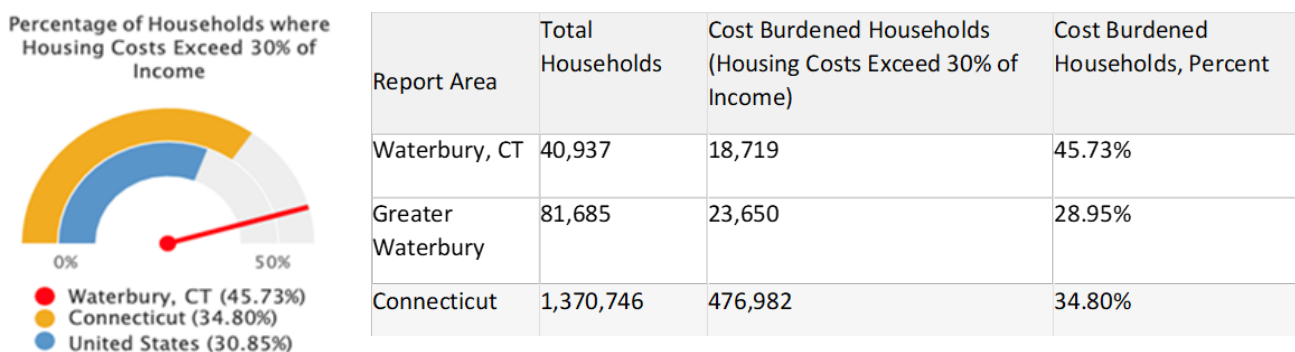 Percentage of Households where
Housing Costs Exceed 30% of
Income
0%
50%
Waterbury, CT (45.73%)
Connecticut (34.80%)
United States (30.85%)
Report Area
Total
Households
Cost Burdened Households
(Housing Costs Exceed 30% of
Income)
Cost Burdened
Households, Percent
Waterbury, CT
40,937
18,719
45.73%
Greater
Waterbury
81,685
23,650
28.95%
Connecticut
1,370,746
476,982
34.80%